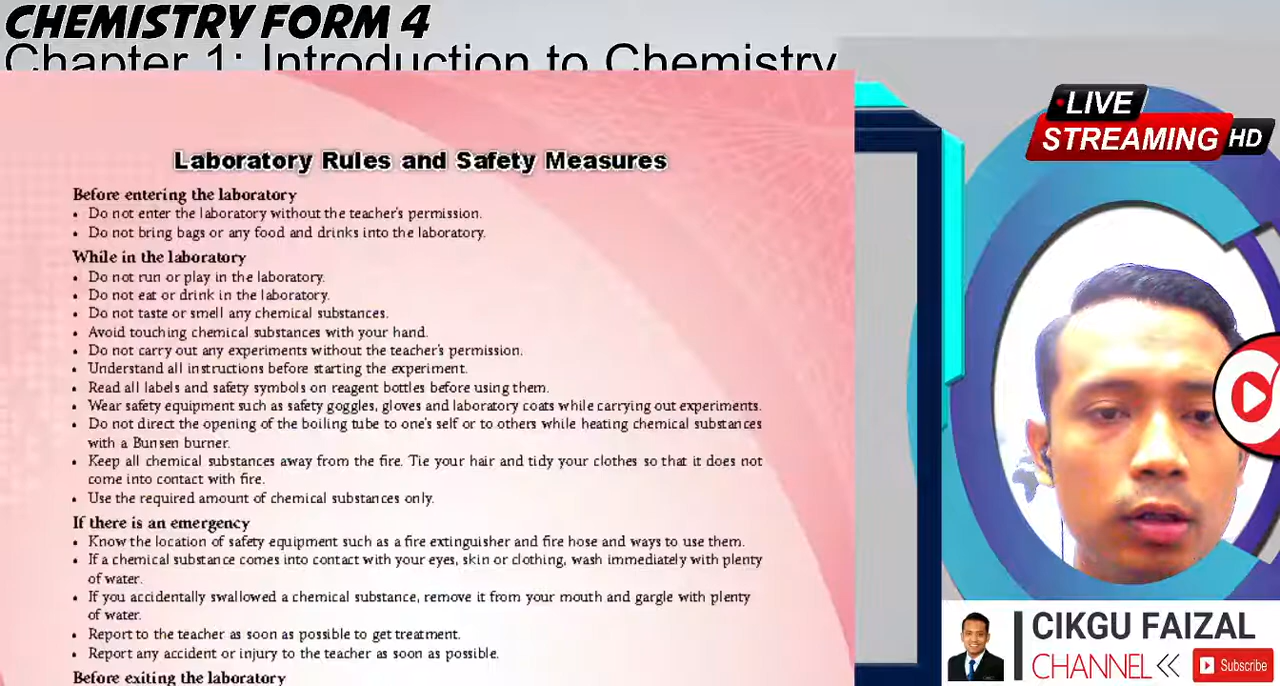 CHEMISTRY FORM 4
Chapter 1: Introduction to Chemistry
LIVE
STREAMING HD
Laboratory Rules and Safety Measures
Before entering the laboratory
• Do not enter the laboratory without the teacher's permission.
• Do not bring bags or any food and drinks into the laboratory.
While in the laboratory
• Do not run or play in the laboratory.
• Do not eat or drink in the laboratory.
• Do not taste or smell any chemical substances.
• Avoid touching chemical substances with your hand.
• Do not carry out any experiments without the teacher's permission.
• Understand all instructions before starting the experiment.
• Read all labels and safety symbols on reagent bottles before using them.
• Wear safety equipment such as safety goggles, gloves and laboratory coats while carrying out experiments.
• Do not direct the opening of the boiling tube to one's self or to others while heating chemical substances
with a Bunsen burner.
• Keep all chemical substances away from the fire. Tie your hair and tidy your clothes so that it does not
come into contact with fire.
• Use the required amount of chemical substances only.
If there is an emergency
• Know the location of safety equipment such as a fire extinguisher and fire hose and ways to use them.
• If a chemical substance comes into contact with your eyes, skin or clothing, wash immediately with plenty
of water.
• If you accidentally swallowed a chemical substance, remove it from your mouth and gargle with plenty
of water.
• Report to the teacher as soon as possible to get treatment.
• Report any accident or injury to the teacher as soon as possible.
Before exiting the laboratory
CIKGU FAIZAL
CHANNEL
Subscribe